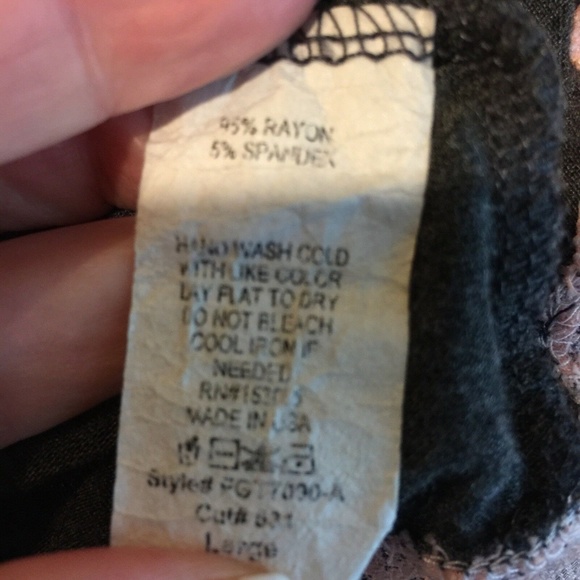 95% RAYON
5% SPANDEX
HAND WASH COLD
WITH LIKE COLOR
LAY FLAT TO DRY
DO NOT BLEACH
COOL IRON IF
NEEDED
MADE IN USA
Style#
Cut#
Large